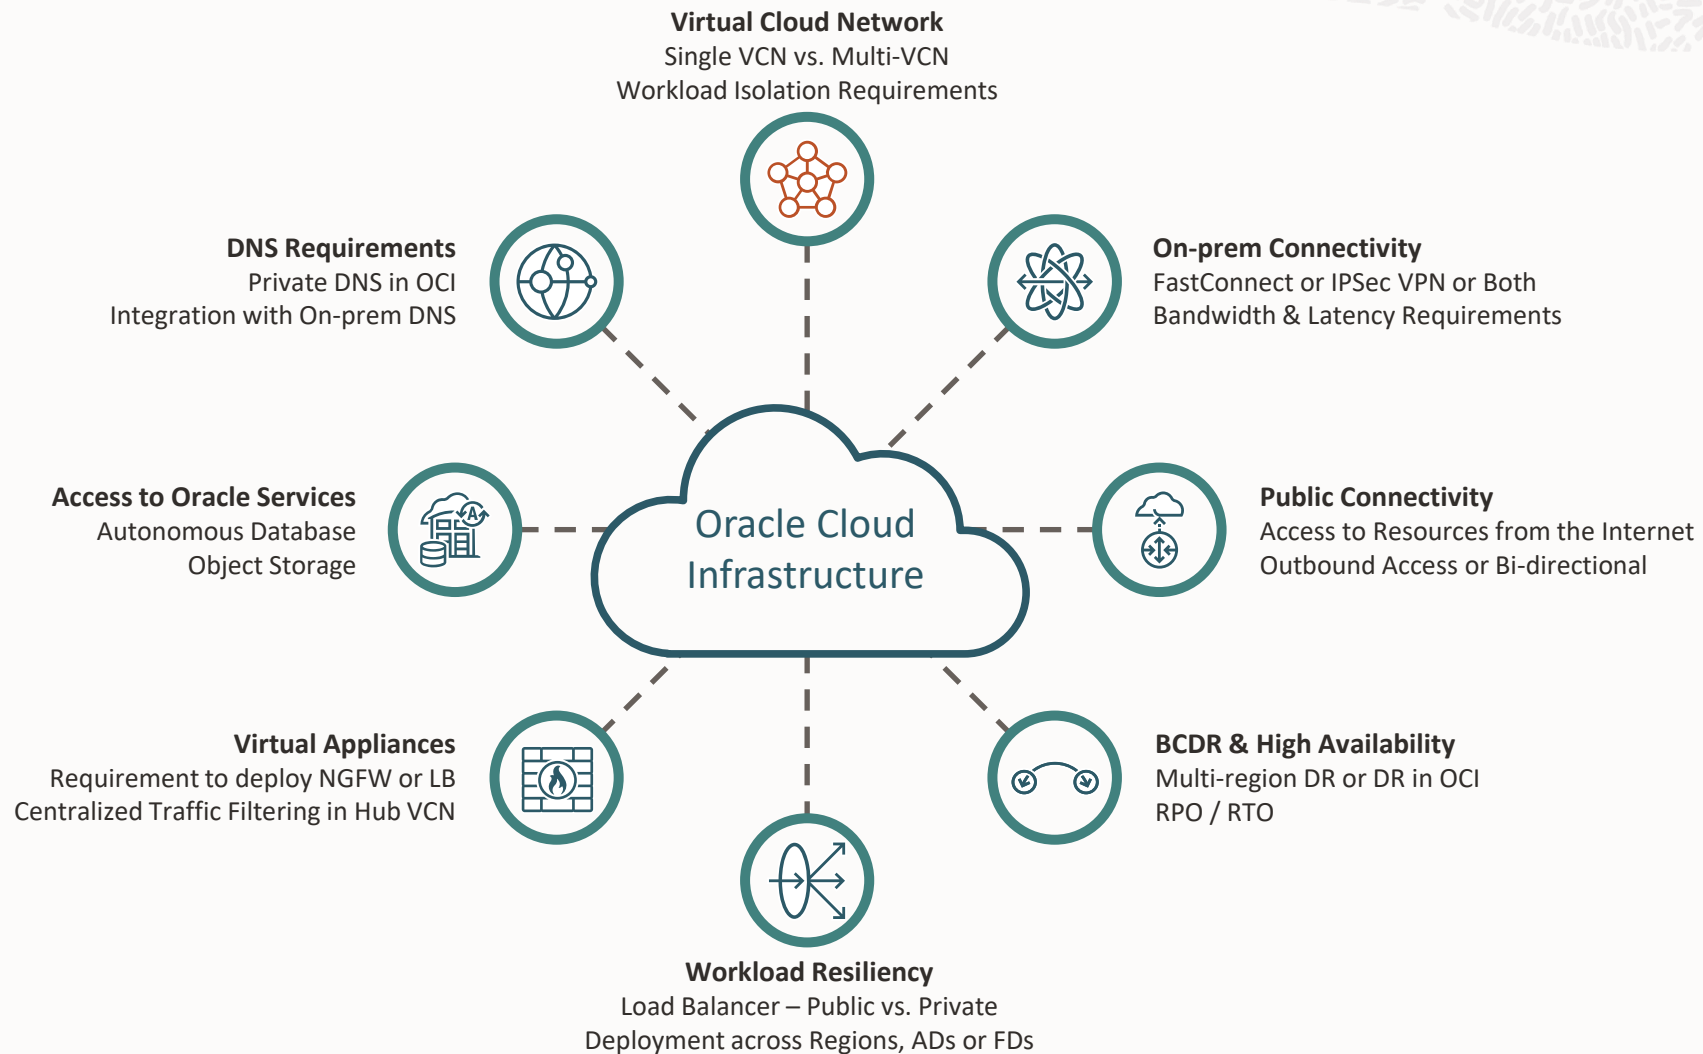 Virtual Cloud Network
Single VCN vs. Multi-VCN
Workload Isolation Requirements
DNS Requirements
Private DNS in OCI
Integration with On-prem DNS
On-prem Connectivity
FastConnect or IPSec VPN or Both
Bandwidth & Latency Requirements
Access to Oracle Services
Autonomous Database
Object Storage
A
Oracle Cloud
Infrastructure
Public Connectivity
Access to Resources from the Internet
Outbound Access or Bi-directional
Virtual Appliances
Requirement to deploy NGFW or LB
Centralized Traffic Filtering in Hub VCN
BCDR & High Availability
Multi-region DR or DR in OCI
RPO / RTO
Workload Resiliency
Load Balancer – Public vs. Private
Deployment across Regions, ADs or FDs